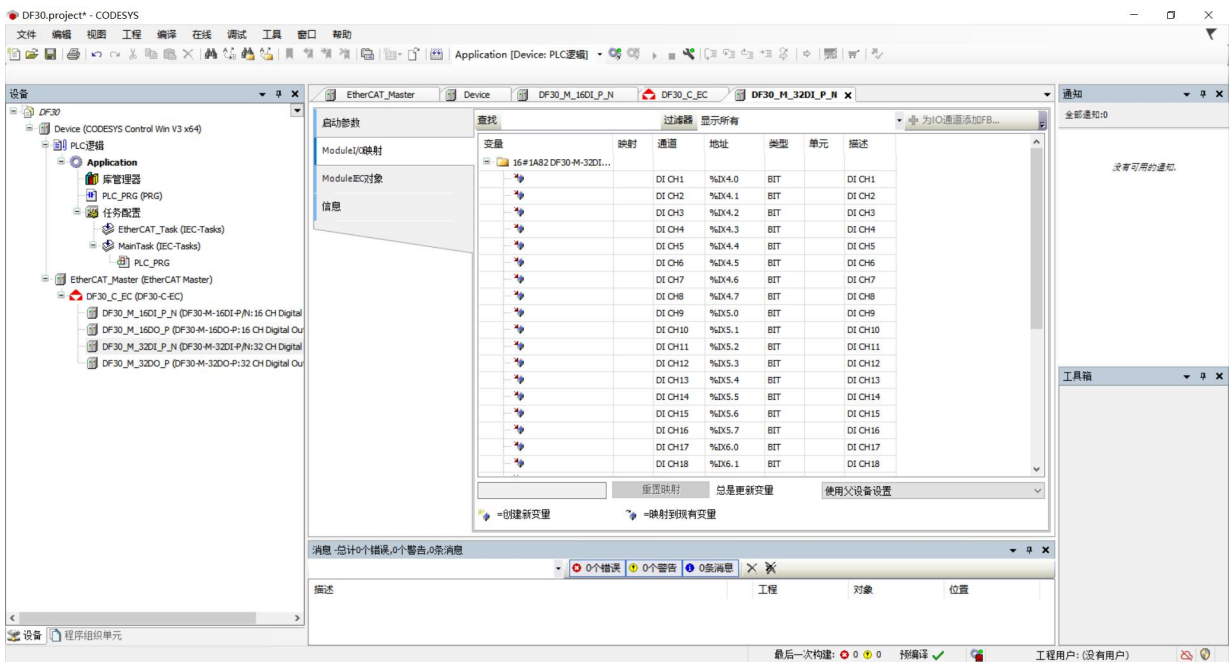 DF30.project* - CODESYS
文件 编辑 视图 工程 编译 在线 调试 工具 窗口 帮助
Application [Device: PLC逻辑]
设备
DF30
Device (CODESYS Control Win V3 x64)
PLC逻辑
Application
库管理器
PLC_PRG (PRG)
任务配置
EtherCAT_Task (IEC-Tasks)
MainTask (IEC-Tasks)
PLC_PRG
EtherCAT_Master (EtherCAT Master)
DF30_C_EC (DF30-C-EC)
DF30_M_16DI_P_N (DF30-M-16DI-P/N:16 CH Digital
DF30_M_16DO_P (DF30-M-16DO-P:16 CH Digital Ou
DF30_M_32DI_P_N (DF30-M-32DI-P/N:32 CH Digital
DF30_M_32DO_P (DF30-M-32DO-P:32 CH Digital Ou
设备 程序组织单元
EtherCAT_Master Device DF30_M_16DI_P_N DF30_C_EC DF30_M_32DI_P_N
启动参数
ModuleI/O映射
ModuleIEC对象
信息
查找 过滤器 显示所有 为IO通道添加FB...
变量 映射 通道 地址 类型 单元 描述
16#1A82 DF30-M-32DI...
DI CH1 %IX4.0 BIT DI CH1
DI CH2 %IX4.1 BIT DI CH2
DI CH3 %IX4.2 BIT DI CH3
DI CH4 %IX4.3 BIT DI CH4
DI CH5 %IX4.4 BIT DI CH5
DI CH6 %IX4.5 BIT DI CH6
DI CH7 %IX4.6 BIT DI CH7
DI CH8 %IX4.7 BIT DI CH8
DI CH9 %IX5.0 BIT DI CH9
DI CH10 %IX5.1 BIT DI CH10
DI CH11 %IX5.2 BIT DI CH11
DI CH12 %IX5.3 BIT DI CH12
DI CH13 %IX5.4 BIT DI CH13
DI CH14 %IX5.5 BIT DI CH14
DI CH15 %IX5.6 BIT DI CH15
DI CH16 %IX5.7 BIT DI CH16
DI CH17 %IX6.0 BIT DI CH17
DI CH18 %IX6.1 BIT DI CH18
重置映射 总是更新变量 使用父设备设置
=创建新变量 =映射到现有变量
消息 -总计0个错误,0个警告,0条消息
0个错误 0个警告 0条消息
描述 工程 对象 位置
通知
全部通知:0
没有可用的通知.
工具箱
最后一次构建: 0 0 预编译 工程用户: (没有用户)